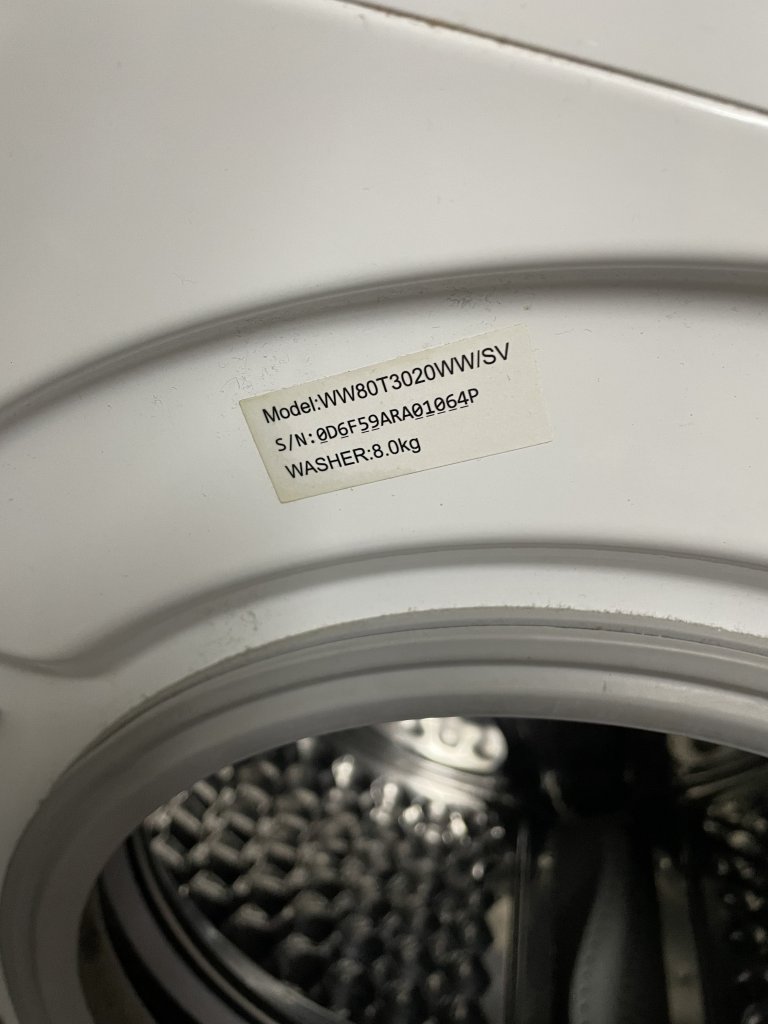 Model:WW80T3020WW/SV
S/N:0D6F59ARA01064P
WASHER:8.0kg